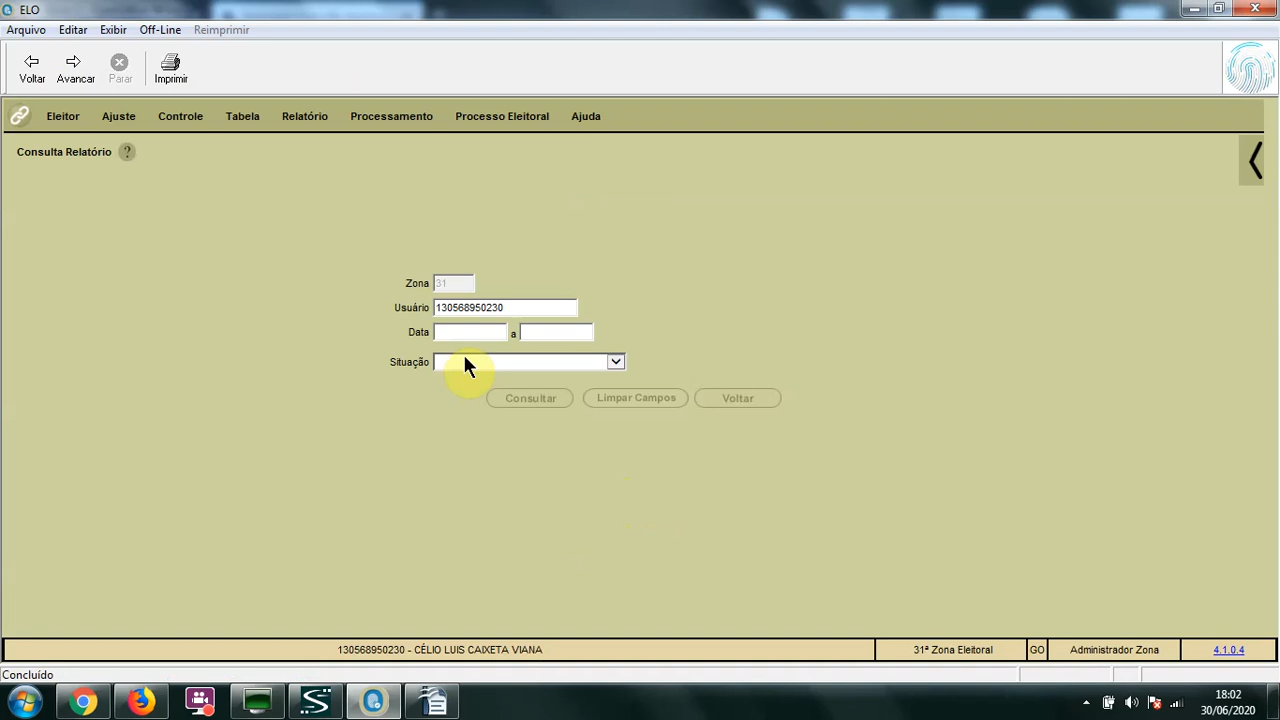 ELO
Arquivo Editar Exibir Off-Line Reimprimir
Voltar Avancar Parar Imprimir
Eleitor Ajuste Controle Tabela Relatório Processamento Processo Eleitoral Ajuda
Consulta Relatório ?
Zona 31
Usuário 130568950230
Data a
Situação
Consultar Limpar Campos Voltar
130568950230 - CÉLIO LUIS CAIXETA VIANA 31ª Zona Eleitoral GO Administrador Zona 4.1.0.4
Concluído
18:02
30/06/2020